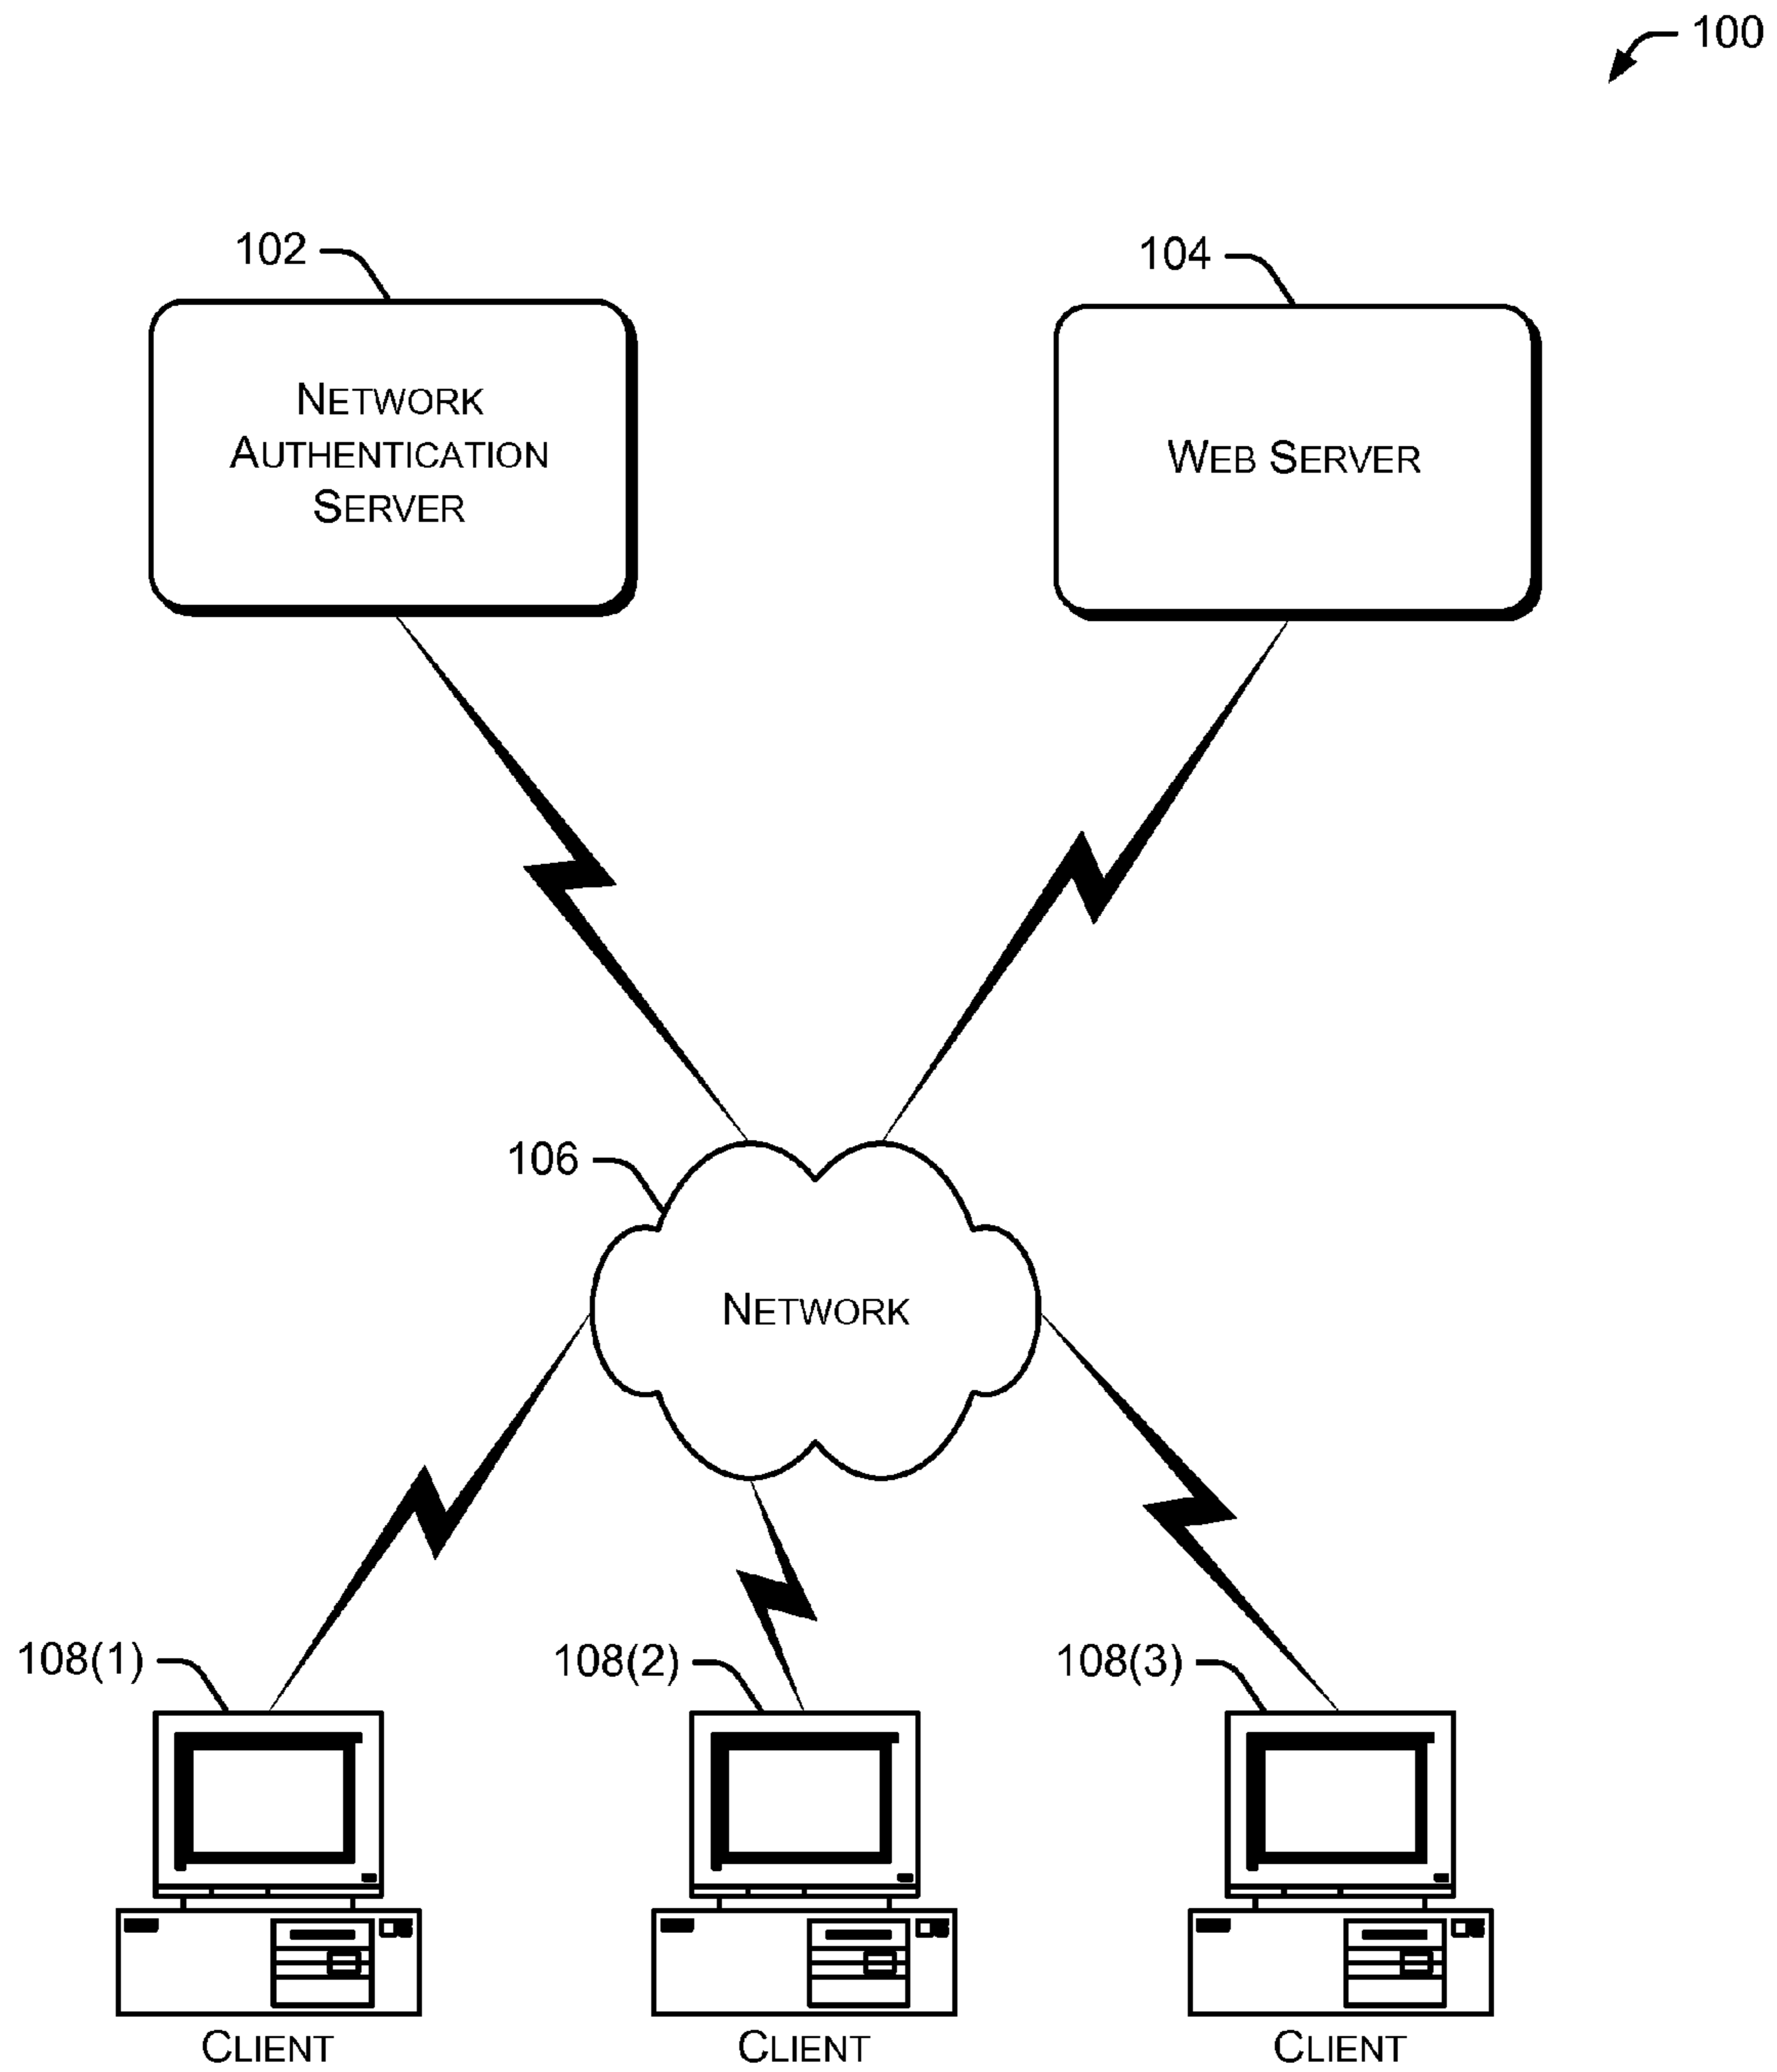 100
102
104
NETWORK
AUTHENTICATION
SERVER
WEB SERVER
106
NETWORK
108(1)
108(2)
108(3)
CLIENT
CLIENT
CLIENT